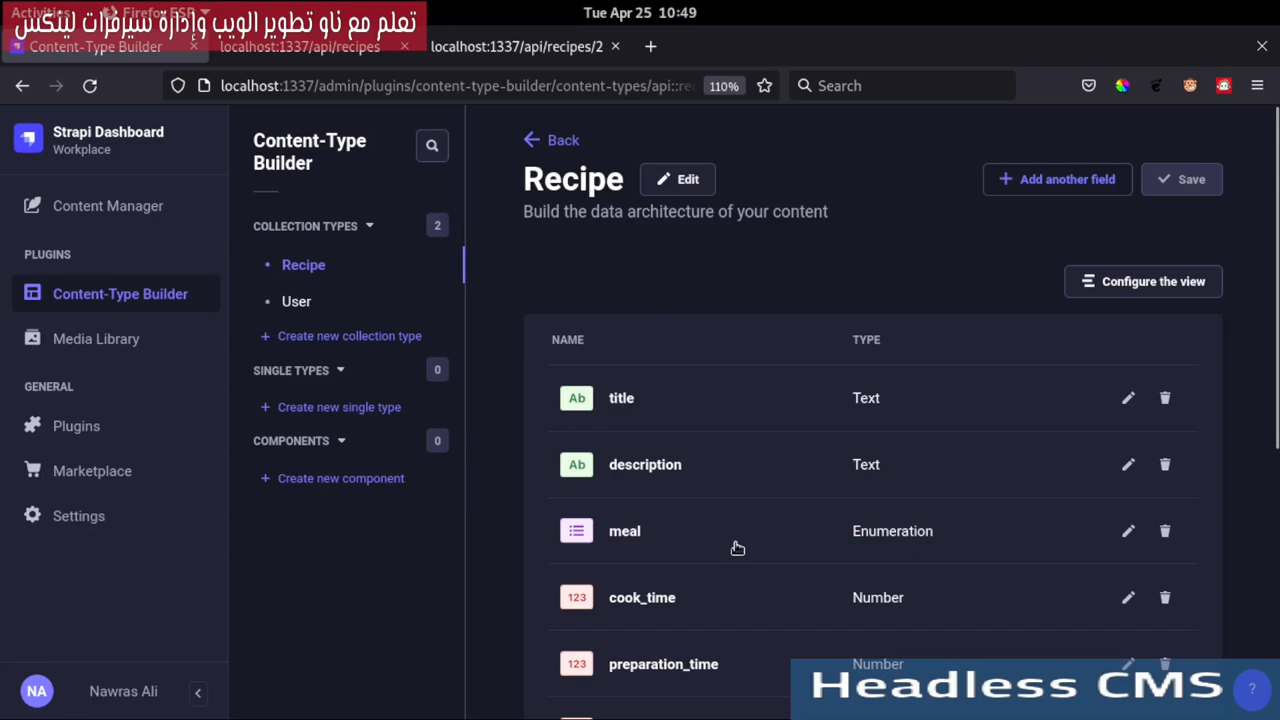 Activities
Firefox ESR
Tue Apr 25  10:49
تعلم مع ناو تطوير الويب وإدارة سيرفرات لينكس
Content-Type Builder
localhost:1337/api/recipes
localhost:1337/api/recipes/2
localhost:1337/admin/plugins/content-type-builder/content-types/api::rec
110%
Search
Strapi Dashboard
Workplace
Content Manager
PLUGINS
Content-Type Builder
Media Library
GENERAL
Plugins
Marketplace
Settings
NA
Nawras Ali
Content-Type
Builder
COLLECTION TYPES
2
Recipe
User
Create new collection type
SINGLE TYPES
0
Create new single type
COMPONENTS
0
Create new component
Back
Recipe
Edit
Add another field
Save
Build the data architecture of your content
Configure the view
NAME TYPE
Ab title Text
Ab description Text
meal Enumeration
123 cook_time Number
123 preparation_time Number
Headless CMS
?